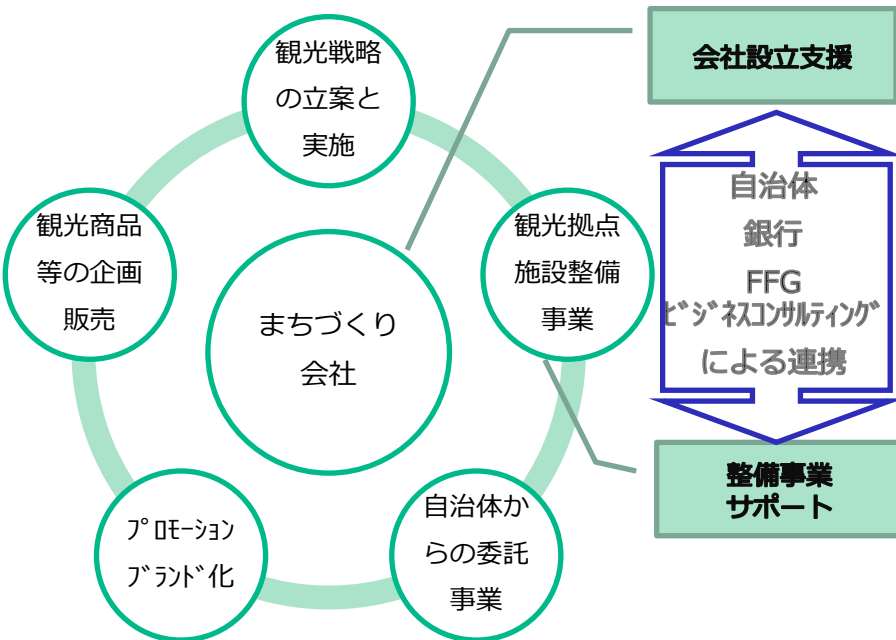 観光戦略
の立案と
実施
観光商品
等の企画
販売
観光拠点
施設整備
事業
まちづくり
会社
ﾌﾟﾛﾓｰｼｮﾝ
ﾌﾞﾗﾝﾄﾞ化
自治体か
らの委託
事業
会社設立支援
自治体
銀行
FFG
ﾋﾞｼﾞﾈｽｺﾝｻﾙﾃｨﾝｸﾞ
による連携
整備事業
サポート